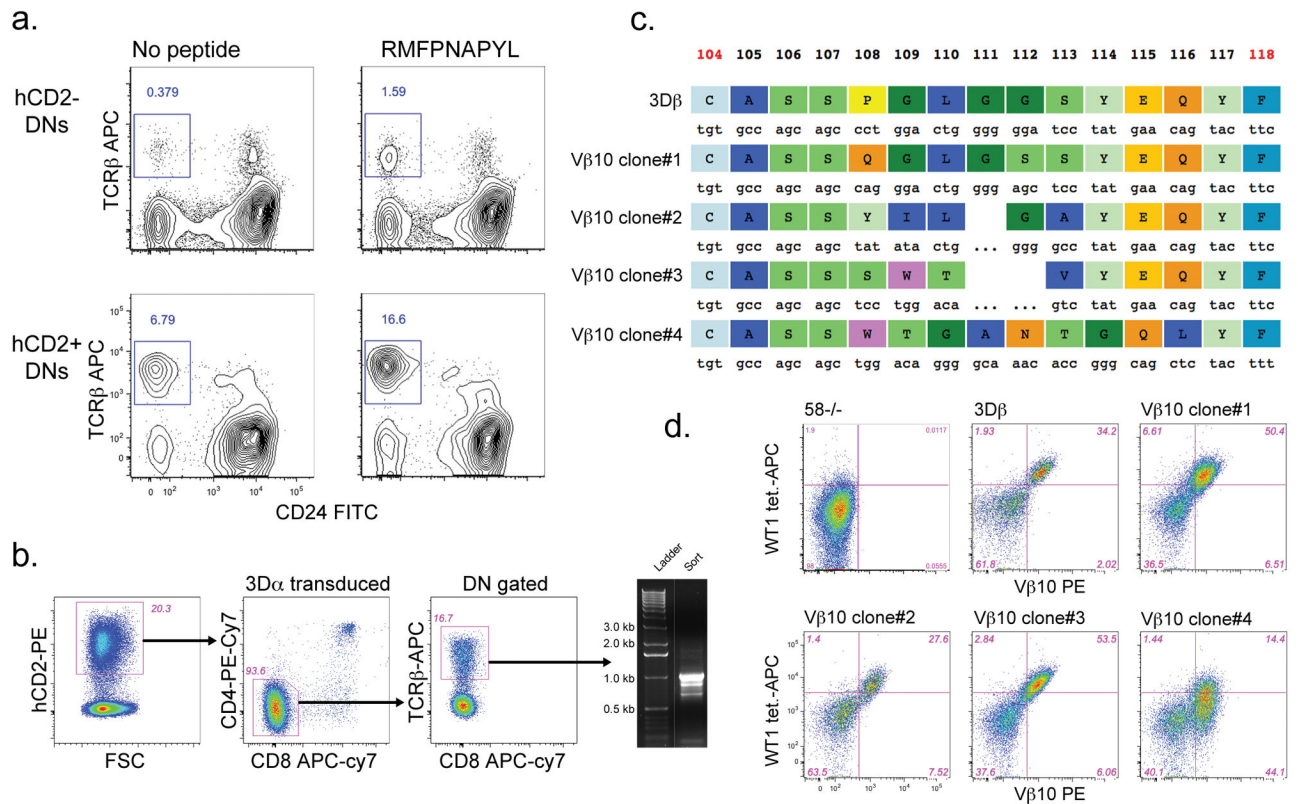 a.
No peptide
RMFPNAPYL
hCD2-
DNs
0.379
1.59
TCRβ APC
hCD2+
DNs
6.79
16.6
TCRβ APC
10⁵
10⁴
10³
10²
0
0 10² 10³ 10⁴ 10⁵
0 10² 10³ 10⁴ 10⁵
CD24 FITC
b.
3Dα transduced
DN gated
Ladder
Sort
20.3
93.6
16.7
hCD2-PE
CD4-PE-Cy7
TCRβ-APC
FSC
CD8 APC-cy7
CD8 APC-cy7
3.0 kb
2.0 kb
1.0 kb
0.5 kb
c.
104 105 106 107 108 109 110 111 112 113 114 115 116 117 118
3Dβ C A S S P G L G G S Y E Q Y F
tgt gcc agc agc cct gga ctg ggg gga tcc tat gaa cag tac ttc
Vβ10 clone#1 C A S S Q G L G S S Y E Q Y F
tgt gcc agc agc cag gga ctg ggg agc tcc tat gaa cag tac ttc
Vβ10 clone#2 C A S S Y I L G A Y E Q Y F
tgt gcc agc agc tat ata ctg ... ggg gcc tat gaa cag tac ttc
Vβ10 clone#3 C A S S S W T V Y E Q Y F
tgt gcc agc agc tcc tgg aca ... ... gtc tat gaa cag tac ttc
Vβ10 clone#4 C A S S W T G A N T G Q L Y F
tgt gcc agc agc tgg aca ggg gca aac acc ggg cag ctc tac ttt
d.
58-/-
3Dβ
Vβ10 clone#1
1.9 0.0117
98 0.0555
1.93 34.2
61.8 2.02
6.61 50.4
36.5 6.51
WT1 tet.-APC
Vβ10 PE
Vβ10 clone#2
Vβ10 clone#3
Vβ10 clone#4
1.4 27.6
63.5 7.52
2.84 53.5
37.6 6.06
1.44 14.4
40.1 44.1
WT1 tet.-APC
10⁵
10⁴
10³
10²
0
0 10² 10³ 10⁴ 10⁵
Vβ10 PE